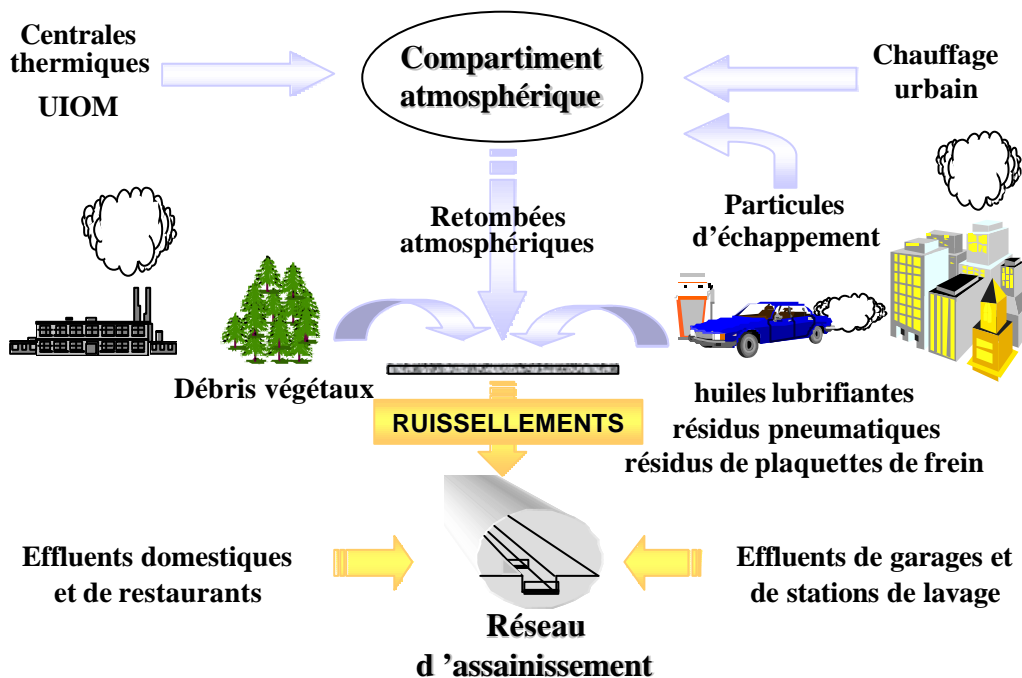 Centrales
thermiques
UIOM
Compartiment
atmosphérique
Chauffage
urbain
Retombées
atmosphériques
Particules
d'échappement
Débris végétaux
huiles lubrifiantes
résidus pneumatiques
résidus de plaquettes de frein
RUISSELLEMENTS
Effluents domestiques
et de restaurants
Effluents de garages et
de stations de lavage
Réseau
d ’assainissement